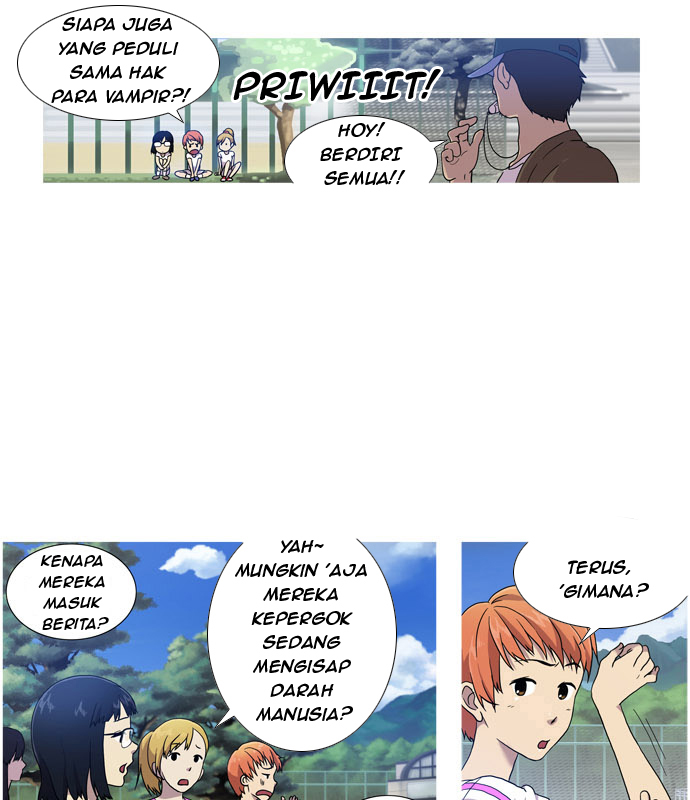 SIAPA JUGA
YANG PEDULI
SAMA HAK
PARA VAMPIR?!
PRIWIIIT!
HOY!
BERDIRI
SEMUA!!
KENAPA
MEREKA
MASUK
BERITA?
YAH~
MUNGKIN 'AJA
MEREKA
KEPERGOK
SEDANG
MENGISAP
DARAH
MANUSIA?
TERUS,
'GIMANA?